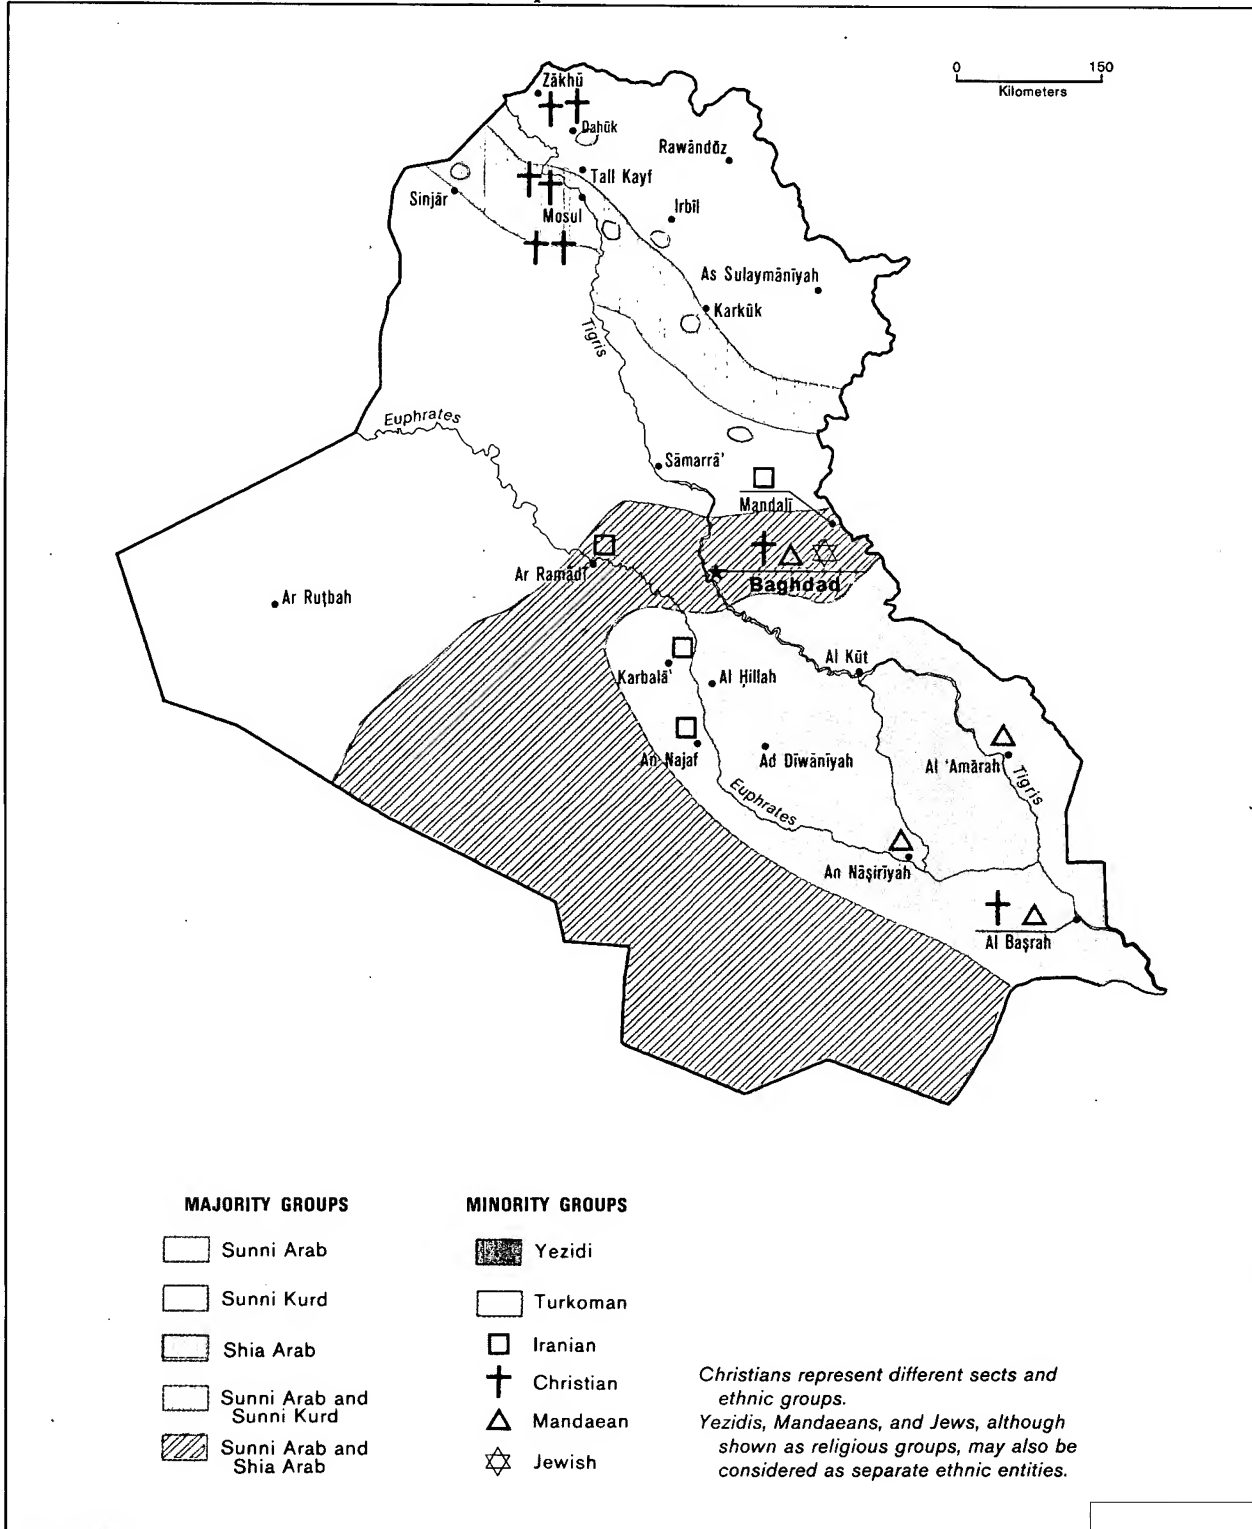 0 150
Kilometers
Zākhū
Dahūk
Rawāndūz
Tall Kayf
Sinjār
Mosul
Irbīl
As Sulaymānīyah
Karkūk
Tigris
Euphrates
Sāmarrā'
Mandalī
Ar Ramādī
Baghdad
Ar Ruţbah
Al Kūt
Karbalā'
Al Ḩillah
An Najaf
Ad Dīwānīyah
Al 'Amārah
Tigris
Euphrates
An Nāşirīyah
Al Başrah
MAJORITY GROUPS
Sunni Arab
Sunni Kurd
Shia Arab
Sunni Arab and
Sunni Kurd
Sunni Arab and
Shia Arab
MINORITY GROUPS
Yezidi
Turkoman
Iranian
Christian
Mandaean
Jewish
Christians represent different sects and
ethnic groups.
Yezidis, Mandaeans, and Jews, although
shown as religious groups, may also be
considered as separate ethnic entities.